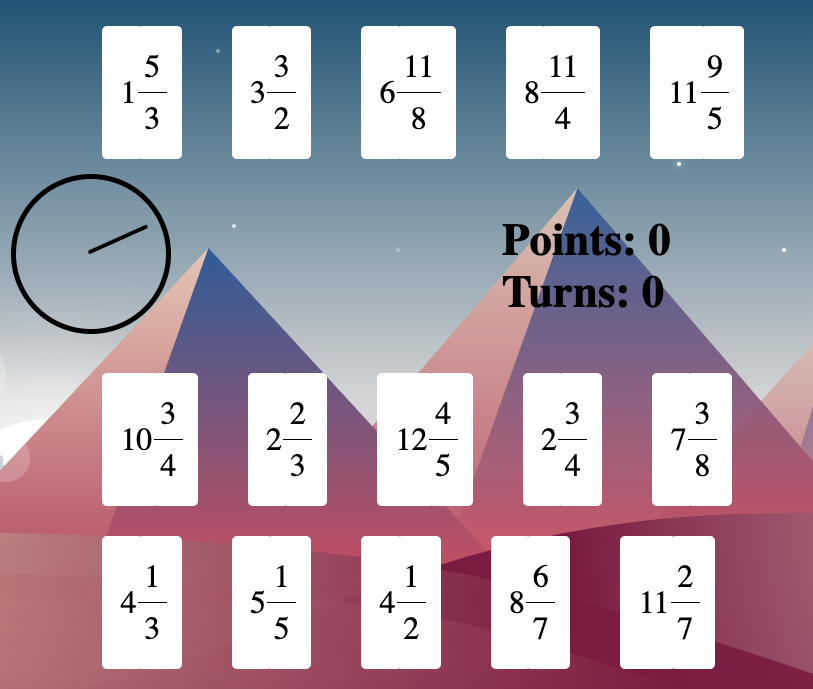 1 5/3 3 3/2 6 11/8 8 11/4 11 9/5
Points: 0
Turns: 0
10 3/4 2 2/3 12 4/5 2 3/4 7 3/8
4 1/3 5 1/5 4 1/2 8 6/7 11 2/7